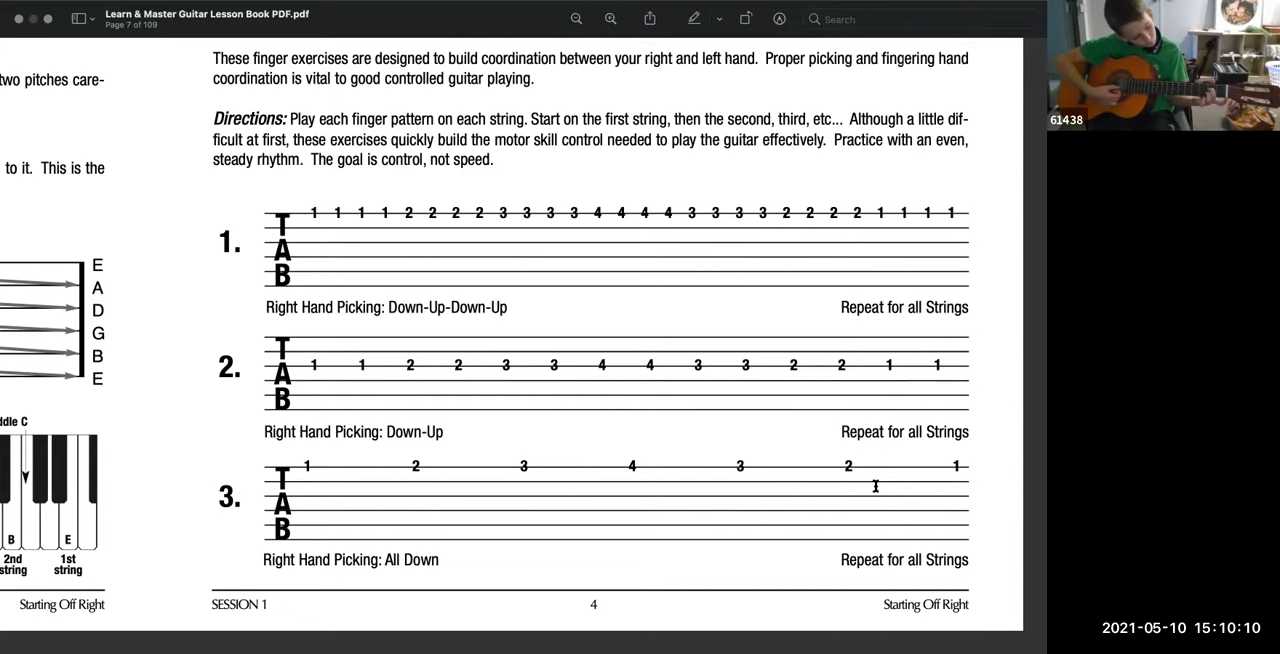 Learn & Master Guitar Lesson Book PDF.pdf
Page 7 of 109
Search
61438
two pitches care-
to it. This is the
E
A
D
G
B
E
ddle C
B E
2nd 1st
string string
Starting Off Right
These finger exercises are designed to build coordination between your right and left hand. Proper picking and fingering hand
coordination is vital to good controlled guitar playing.
Directions: Play each finger pattern on each string. Start on the first string, then the second, third, etc... Although a little dif-
ficult at first, these exercises quickly build the motor skill control needed to play the guitar effectively. Practice with an even,
steady rhythm. The goal is control, not speed.
1. TAB 1 1 1 1 2 2 2 2 3 3 3 3 4 4 4 4 3 3 3 3 2 2 2 2 1 1 1 1
Right Hand Picking: Down-Up-Down-Up Repeat for all Strings
2. TAB 1 1 2 2 3 3 4 4 3 3 2 2 1 1
Right Hand Picking: Down-Up Repeat for all Strings
3. TAB 1 2 3 4 3 2 1
Right Hand Picking: All Down Repeat for all Strings
SESSION 1 4 Starting Off Right
2021-05-10 15:10:10